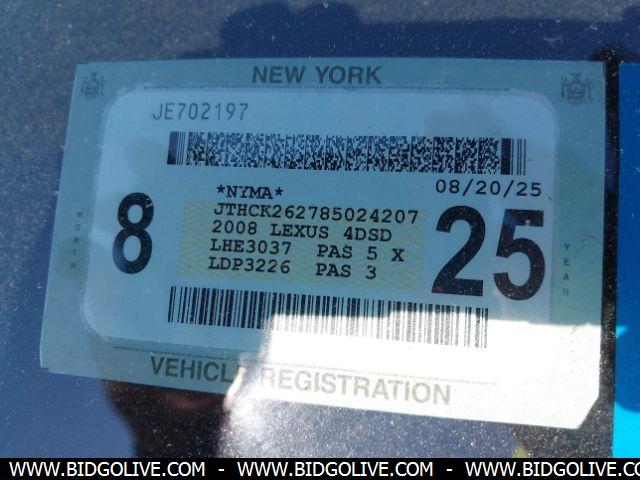 NEW YORK
JE702197
*NYMA*
08/20/25
JTHCK262785024207
2008 LEXUS 4DSD
LHE3037 PAS 5 X
LDP3226 PAS 3
8
25
MONTH
YEAR
VEHICLE REGISTRATION
WWW.BIDGOLIVE.COM - WWW.BIDGOLIVE.COM - WWW.BIDGOLIVE.COM